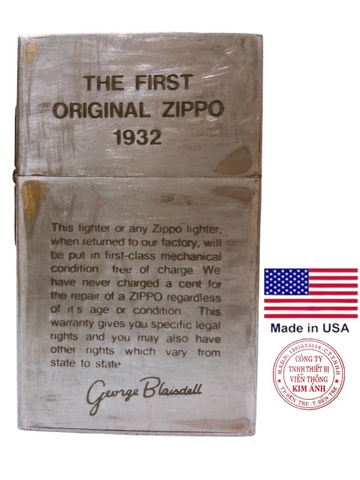 THE FIRST
ORIGINAL ZIPPO
1932
This lighter or any Zippo lighter,
when returned to our factory, will
be put in first-class mechanical
condition free of charge We
have never charged a cent for
the repair of a ZIPPO regardless
of it's age or condition. This
warranty gives you specific legal
rights and you may also have
other rights which vary from
state to state
George Blaisdell
Made in USA
CÔNG TY
TNHH THIẾT BỊ
VIỄN THÔNG
KIM ÁNH